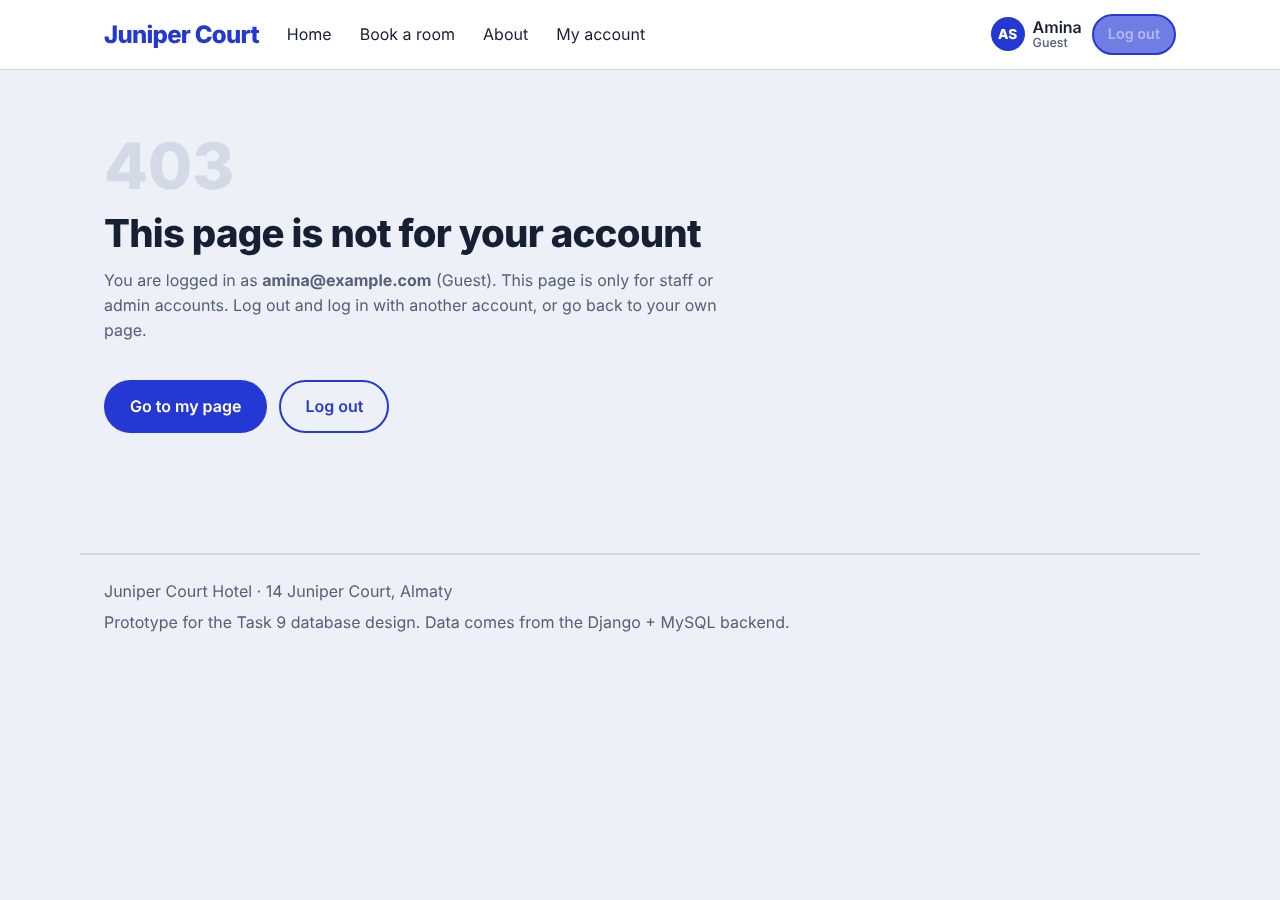 Juniper Court
Home
Book a room
About
My account
AS
Amina
Guest
Log out
403
This page is not for your account
You are logged in as amina@example.com (Guest). This page is only for staff or
admin accounts. Log out and log in with another account, or go back to your own
page.
Go to my page
Log out
Juniper Court Hotel · 14 Juniper Court, Almaty
Prototype for the Task 9 database design. Data comes from the Django + MySQL backend.